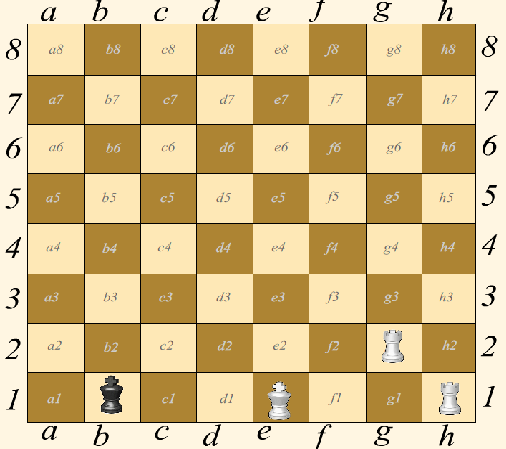 a b c d e f g h
8 a8 b8 c8 d8 e8 f8 g8 h8 8
7 a7 b7 c7 d7 e7 f7 g7 h7 7
6 a6 b6 c6 d6 e6 f6 g6 h6 6
5 a5 b5 c5 d5 e5 f5 g5 h5 5
4 a4 b4 c4 d4 e4 f4 g4 h4 4
3 a3 b3 c3 d3 e3 f3 g3 h3 3
2 a2 b2 c2 d2 e2 f2 h2 2
1 a1 c1 d1 f1 g1 1
a b c d e f g h